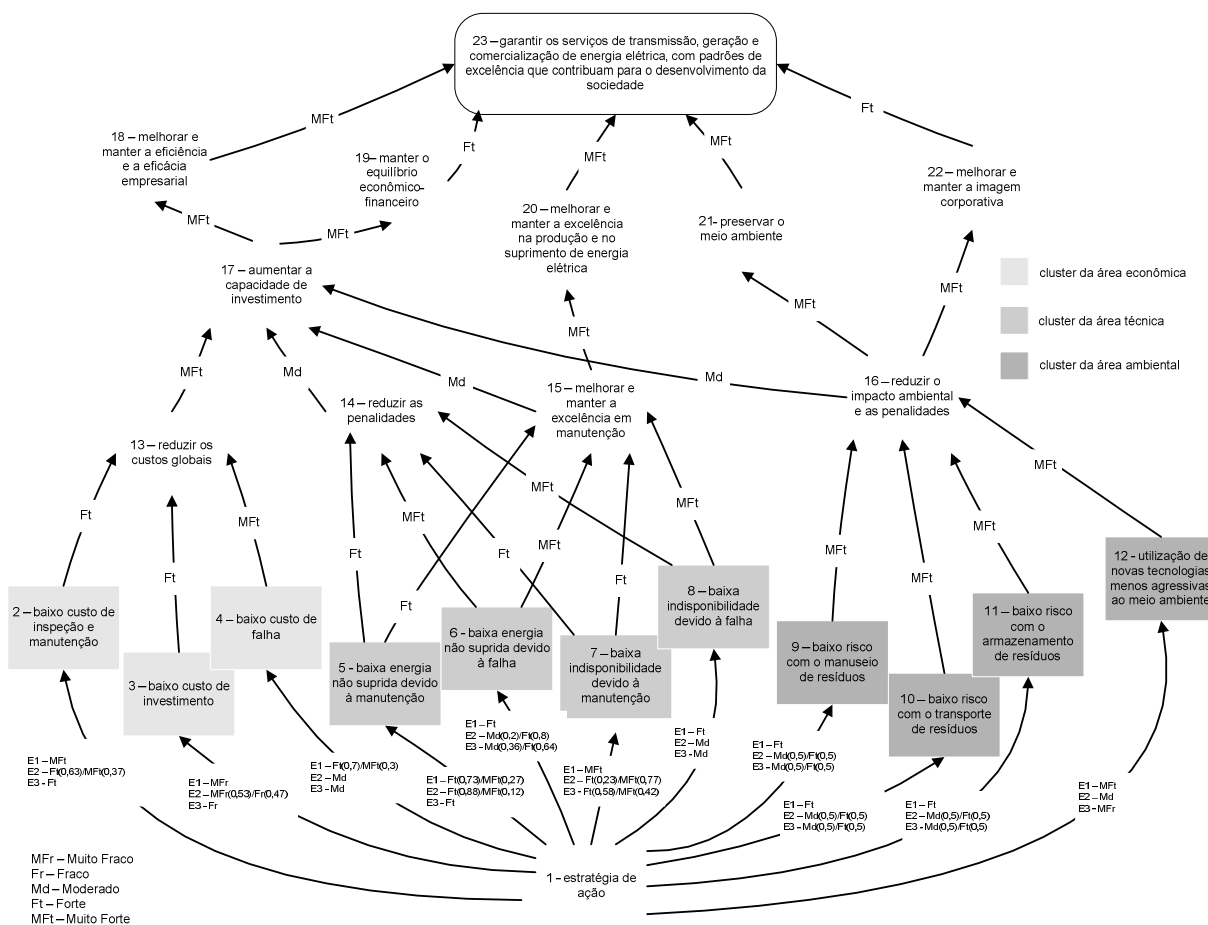 23 – garantir os serviços de transmissão, geração e
comercialização de energia elétrica, com padrões de
excelência que contribuam para o desenvolvimento da
sociedade
MFt
Ft
MFt
MFt
Ft
18 – melhorar e
manter a eficiência
e a eficácia
empresarial
19 – manter o
equilíbrio
econômico-
financeiro
20 – melhorar e
manter a excelência
na produção e no
suprimento de energia
elétrica
21- preservar o
meio ambiente
22 – melhorar e
manter a imagem
corporativa
MFt
MFt
17 – aumentar a
capacidade de
investimento
MFt
MFt
MFt
cluster da área econômica
cluster da área técnica
cluster da área ambiental
MFt
Md
Md
Md
13 – reduzir os
custos globais
14 – reduzir as
penalidades
15 – melhorar e
manter a
excelência em
manutenção
16 – reduzir o
impacto ambiental
e as penalidades
Ft
Ft
MFt
Ft
Ft
MFt
MFt
Ft
Ft
MFt
MFt
MFt
MFt
MFt
MFt
2 – baixo custo de
inspeção e
manutenção
3 – baixo custo de
investimento
4 – baixo custo de
falha
5 - baixa energia
não suprida devido
à manutenção
6 - baixa energia
não suprida devido
à falha
7 – baixa
indisponibilidade
devido à
manutenção
8 – baixa
indisponibilidade
devido à falha
9 – baixo risco
com o manuseio
de resíduos
10 – baixo risco
com o transporte
de resíduos
11 – baixo risco
com o
armazenamento
de resíduos
12 - utilização de
novas tecnologias
menos agressivas
ao meio ambiente
E1 – MFt
E2 – Ft(0,63)/MFt(0,37)
E3 - Ft
E1 – MFr
E2 – MFr(0,53)/Fr(0,47)
E3 – Fr
E1 – Ft(0,7)/MFt(0,3)
E2 – Md
E3 – Md
E1 – Ft(0,73)/MFt(0,27)
E2 – Ft(0,88)/MFt(0,12)
E3 – Ft
E1 – Ft
E2 – Md(0,2)/Ft(0,8)
E3 - Md(0,36)/Ft(0,64)
E1 – MFt
E2 – Ft(0,23)/MFt(0,77)
E3 - Ft(0,58)/MFt(0,42)
E1 – Ft
E2 – Md
E3 - Md
E1 – Ft
E2 – Md(0,5)/Ft(0,5)
E3 - Md(0,5)/Ft(0,5)
E1 – Ft
E2 – Md(0,5)/Ft(0,5)
E3 - Md(0,5)/Ft(0,5)
E1 – Ft
E2 – Md(0,5)/Ft(0,5)
E3 - Md(0,5)/Ft(0,5)
E1 – MFt
E2 – Md
E3 – MFr
1 - estratégia de
ação
MFr – Muito Fraco
Fr – Fraco
Md – Moderado
Ft – Forte
MFt – Muito Forte